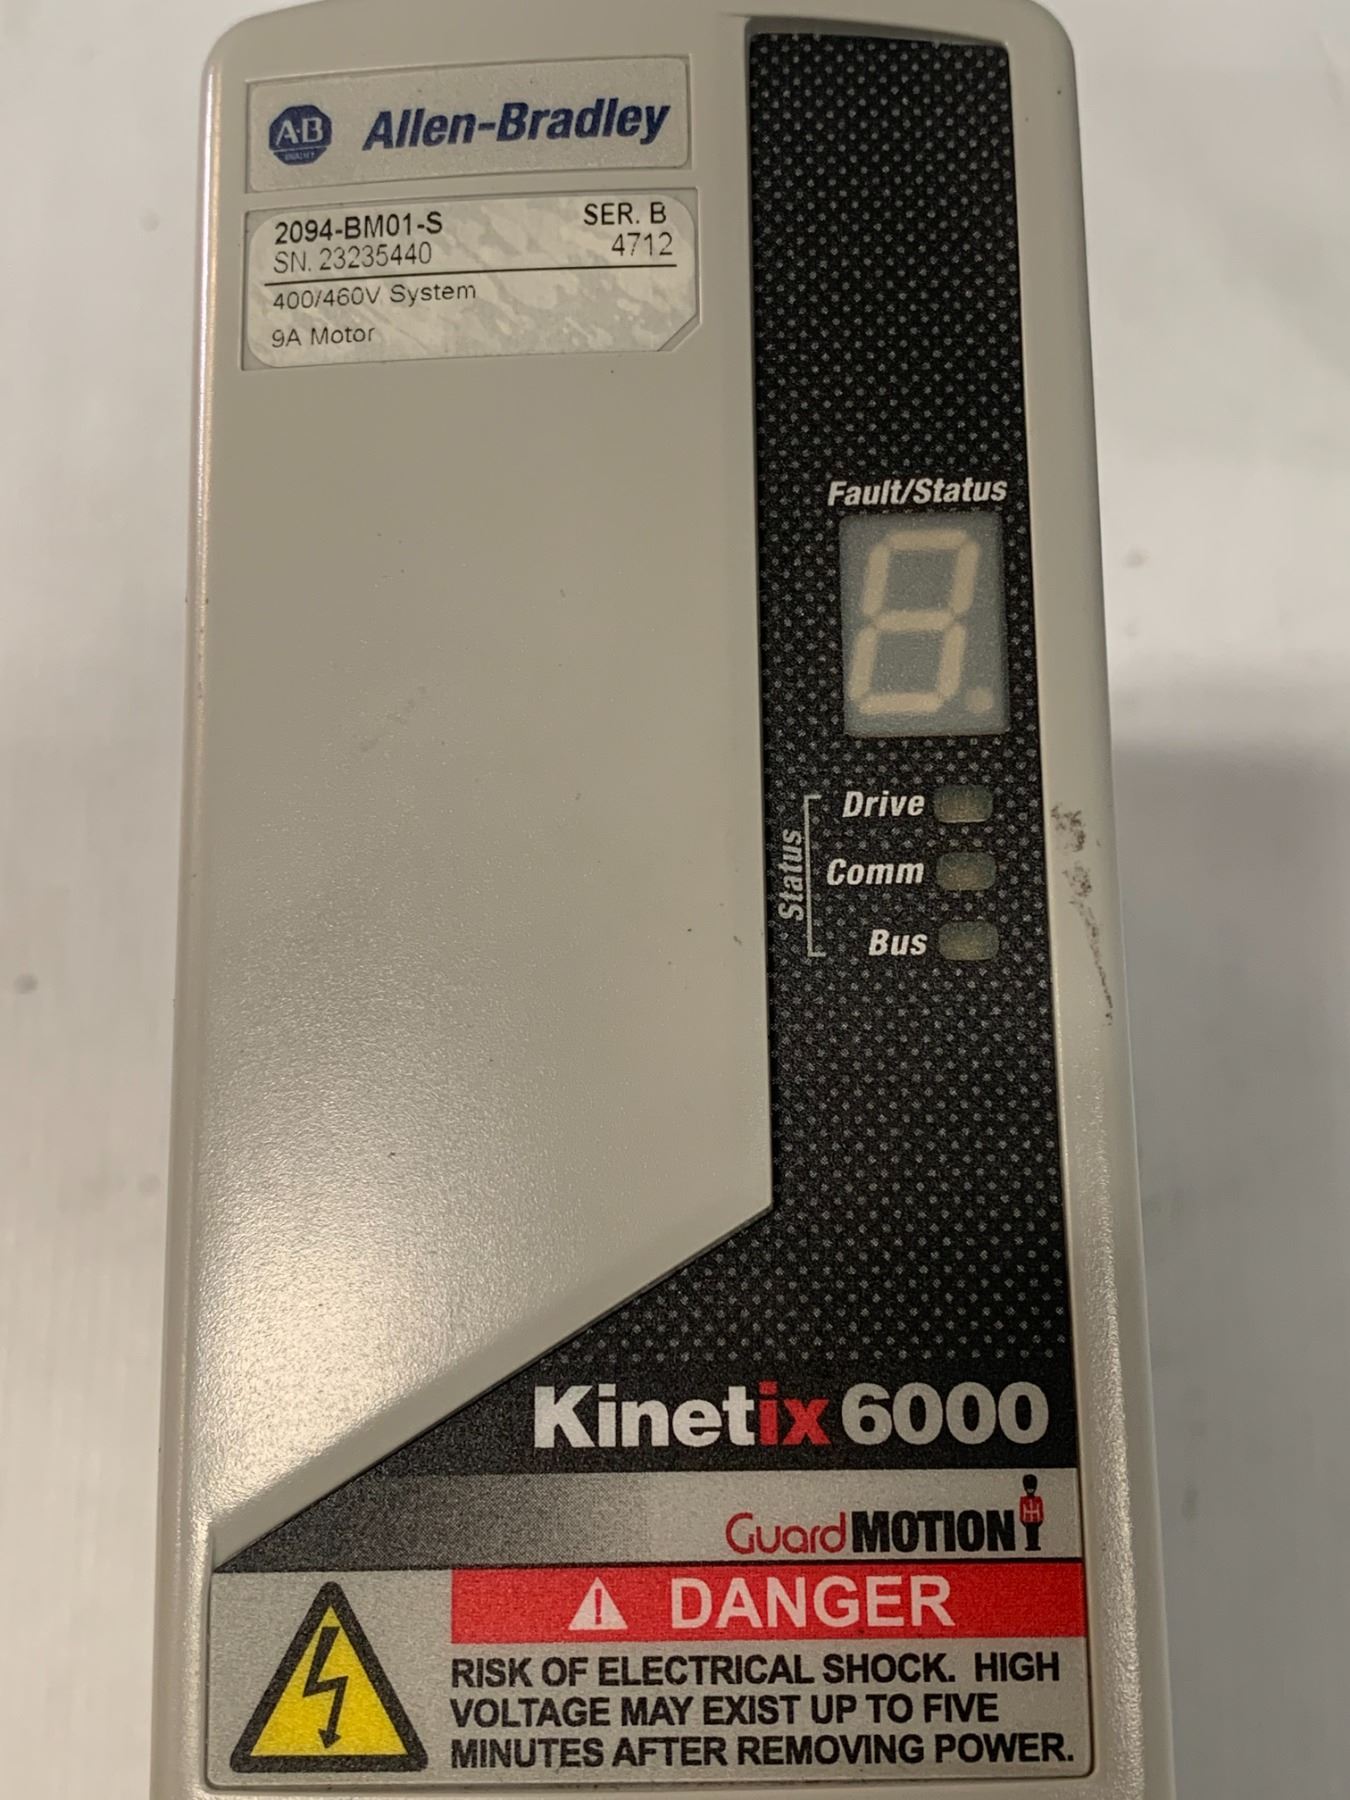 A-B
Allen-Bradley
2094-BM01-S SER. B
SN. 23235440 4712
400/460V System
9A Motor
Fault/Status
8.
Status
Drive
Comm
Bus
Kinetix 6000
GuardMOTION
DANGER
RISK OF ELECTRICAL SHOCK. HIGH
VOLTAGE MAY EXIST UP TO FIVE
MINUTES AFTER REMOVING POWER.